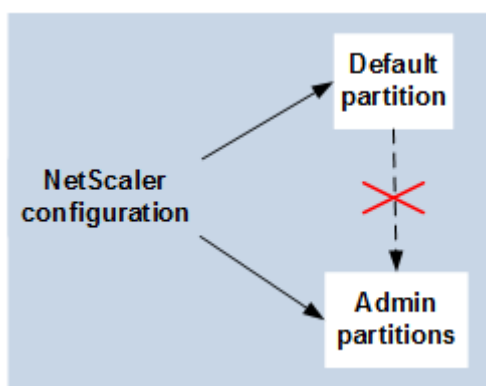 Default
partition
NetScaler
configuration
Admin
partitions